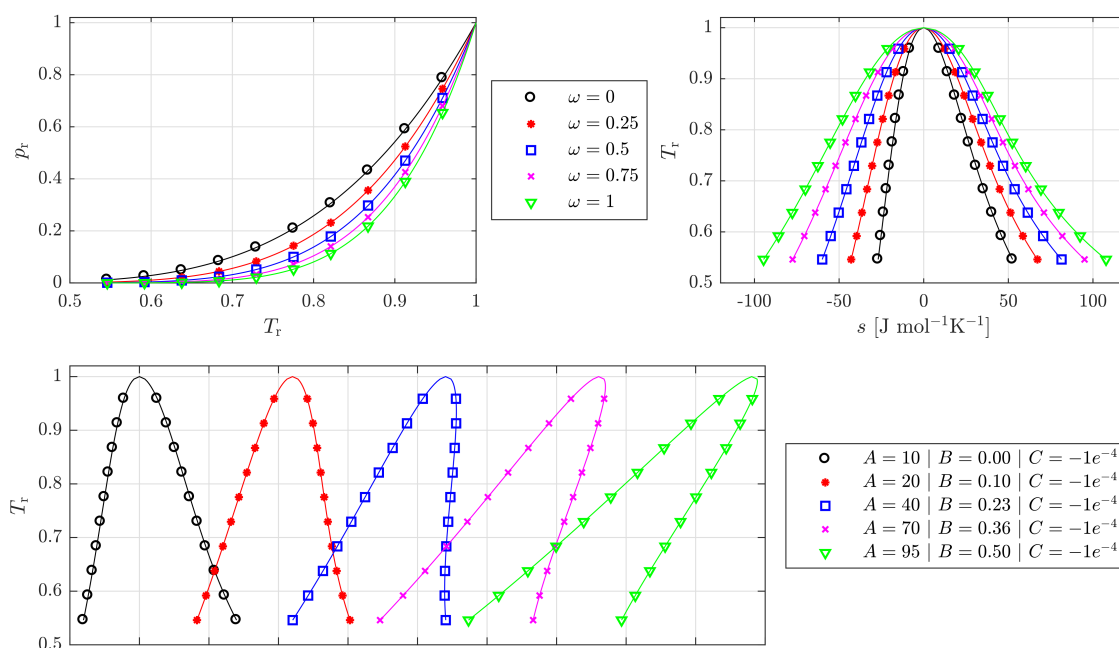 1
0.8
0.6
0.4
0.2
0
p_r
0.5
0.6
0.7
0.8
0.9
1
T_r
ω = 0
ω = 0.25
ω = 0.5
ω = 0.75
ω = 1
1
0.9
0.8
0.7
0.6
0.5
T_r
-100
-50
0
50
100
s [J mol⁻¹K⁻¹]
1
0.9
0.8
0.7
0.6
0.5
T_r
A = 10 | B = 0.00 | C = −1e⁻⁴
A = 20 | B = 0.10 | C = −1e⁻⁴
A = 40 | B = 0.23 | C = −1e⁻⁴
A = 70 | B = 0.36 | C = −1e⁻⁴
A = 95 | B = 0.50 | C = −1e⁻⁴